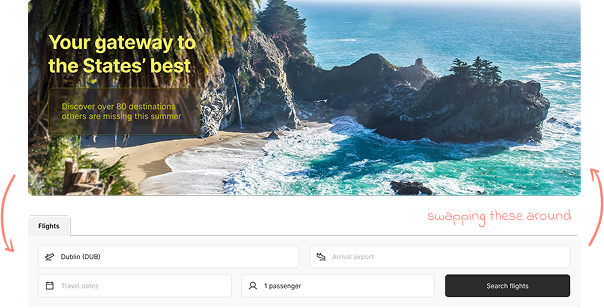 Your gateway to
the States’ best
Discover over 80 destinations
others are missing this summer
swapping these around
Flights
Dublin (DUB)
Arrival airport
Travel dates
1 passenger
Search flights